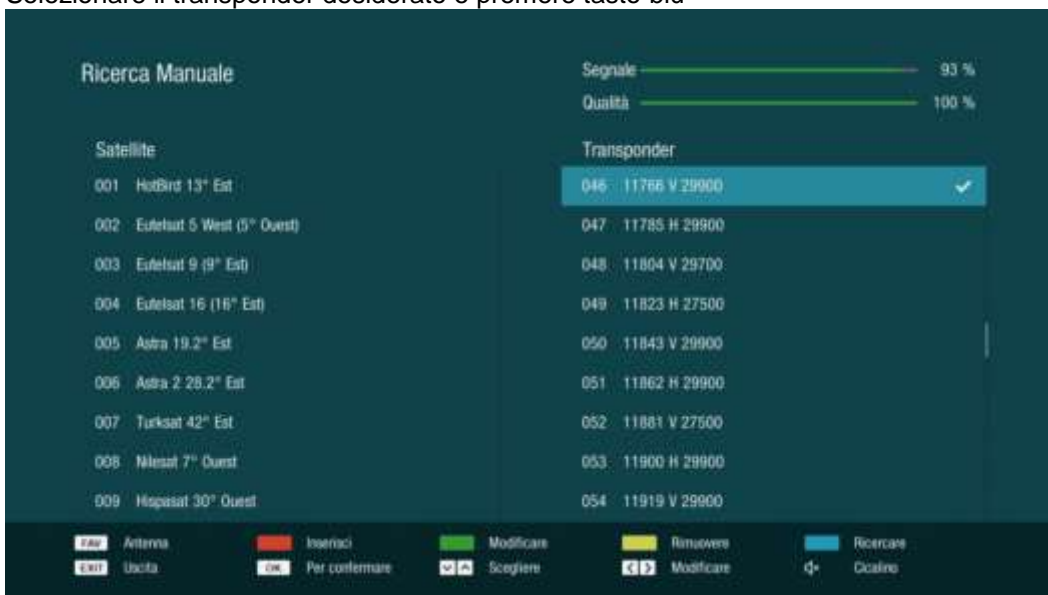 Selezionare il transponder desiderato e premere tasto blu
Ricerca Manuale
Segnale 93 %
Qualità 100 %
Satellite
001 HotBird 13° Est
002 Eutelsat 5 West (5° Ouest)
003 Eutelsat 9 (9° Est)
004 Eutelsat 16 (16° Est)
005 Astra 19.2° Est
006 Astra 2 28.2° Est
007 Turksat 42° Est
008 Nilesat 7° Ouest
009 Hispasat 30° Ouest
Transponder
046 11766 V 29900
047 11785 H 29900
048 11804 V 29700
049 11823 H 27500
050 11843 V 29900
051 11862 H 29900
052 11881 V 27500
053 11900 H 29900
054 11919 V 29900
FAV Antenna Inserisci Modificare Rimuovere Ricercare
EXIT Uscita OK Per confermare Scegliere Modificare Cicalino